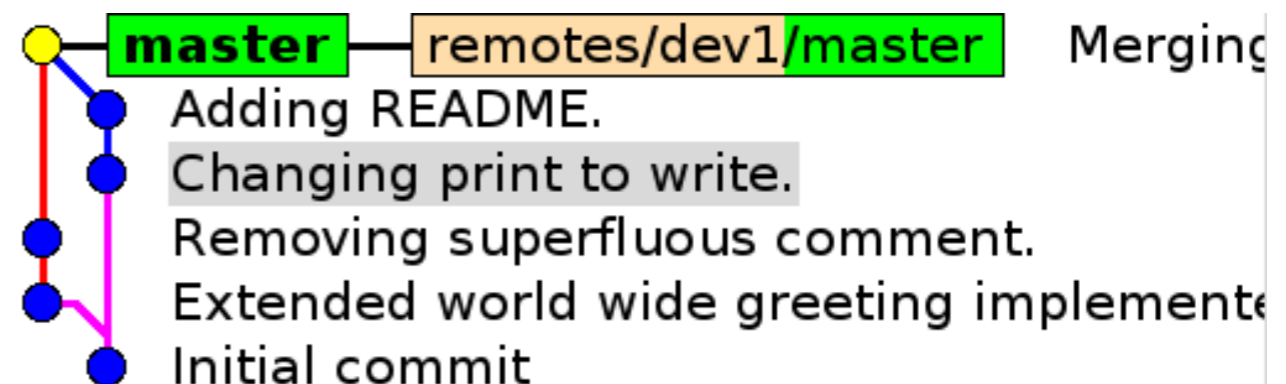 master remotes/dev1/master Merging
Adding README.
Changing print to write.
Removing superfluous comment.
Extended world wide greeting implemente
Initial commit